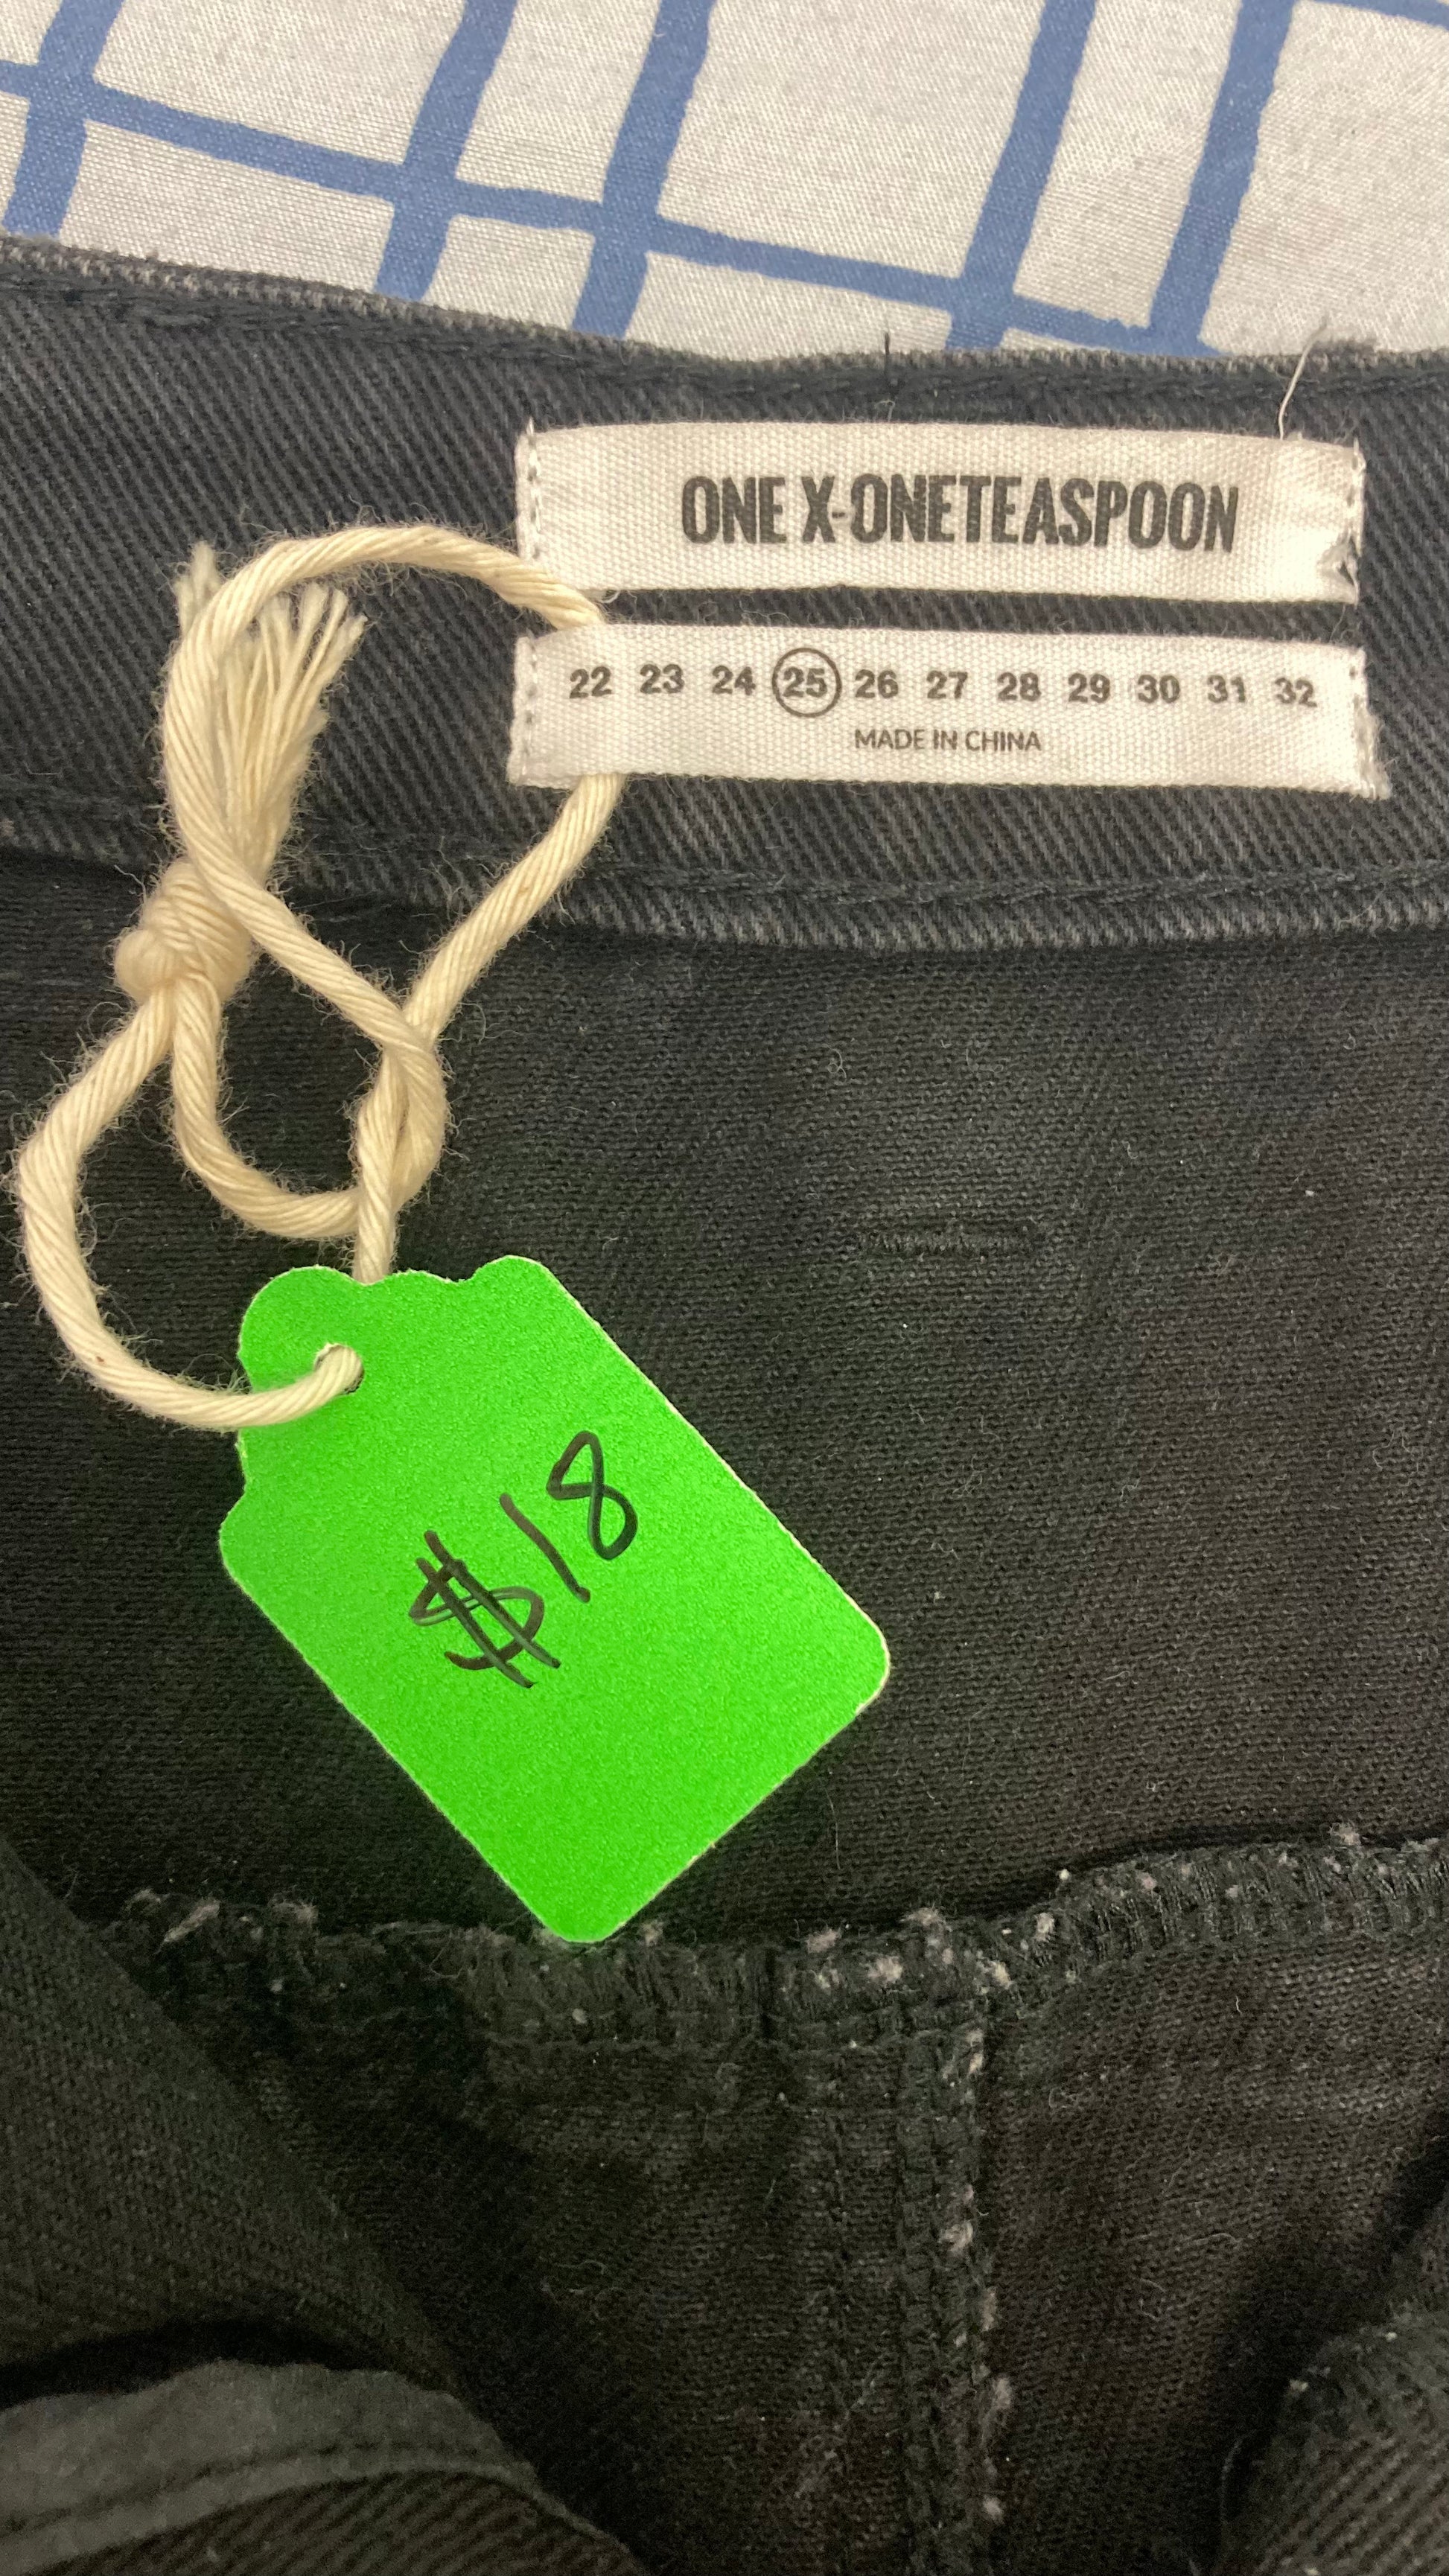 ONE X-ONETEASPOON
22 23 24 25 26 27 28 29 30 31 32
MADE IN CHINA
$18